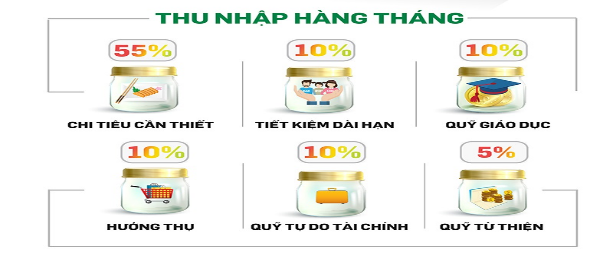 THU NHẬP HÀNG THÁNG
55%
10%
10%
CHI TIÊU CẦN THIẾT
TIẾT KIỆM DÀI HẠN
QUỸ GIÁO DỤC
10%
10%
5%
HƯỞNG THỤ
QUỸ TỰ DO TÀI CHÍNH
QUỸ TỪ THIỆN